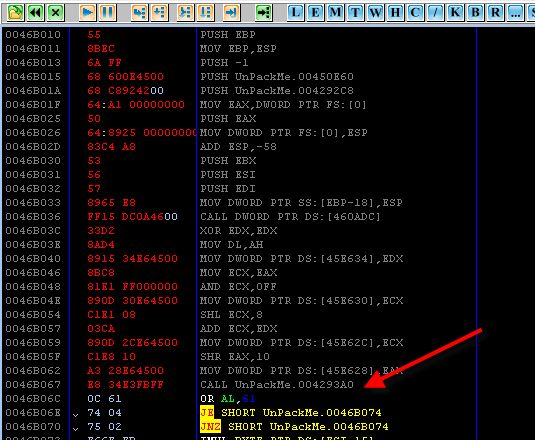 L E M T W H C / K B R ... S
0046B010 55 PUSH EBP
0046B011 8BEC MOV EBP,ESP
0046B013 6A FF PUSH -1
0046B015 68 600E4500 PUSH UnPackMe.00450E60
0046B01A 68 C8924200 PUSH UnPackMe.004292C8
0046B01F 64:A1 00000000 MOV EAX,DWORD PTR FS:[0]
0046B025 50 PUSH EAX
0046B026 64:8925 00000000 MOV DWORD PTR FS:[0],ESP
0046B02D 83C4 A8 ADD ESP,-58
0046B030 53 PUSH EBX
0046B031 56 PUSH ESI
0046B032 57 PUSH EDI
0046B033 8965 E8 MOV DWORD PTR SS:[EBP-18],ESP
0046B036 FF15 DC0A4600 CALL DWORD PTR DS:[460ADC]
0046B03C 33D2 XOR EDX,EDX
0046B03E 8AD4 MOV DL,AH
0046B040 8915 34E64500 MOV DWORD PTR DS:[45E634],EDX
0046B046 8BC8 MOV ECX,EAX
0046B048 81E1 FF000000 AND ECX,0FF
0046B04E 890D 30E64500 MOV DWORD PTR DS:[45E630],ECX
0046B054 C1E1 08 SHL ECX,8
0046B057 03CA ADD ECX,EDX
0046B059 890D 2CE64500 MOV DWORD PTR DS:[45E62C],ECX
0046B05F C1E8 10 SHR EAX,10
0046B062 A3 28E64500 MOV DWORD PTR DS:[45E628],EAX
0046B067 E8 34E3FBFF CALL UnPackMe.004293A0
0046B06C 0C 61 OR AL,61
0046B06E 74 04 JE SHORT UnPackMe.0046B074
0046B070 75 02 JNZ SHORT UnPackMe.0046B074